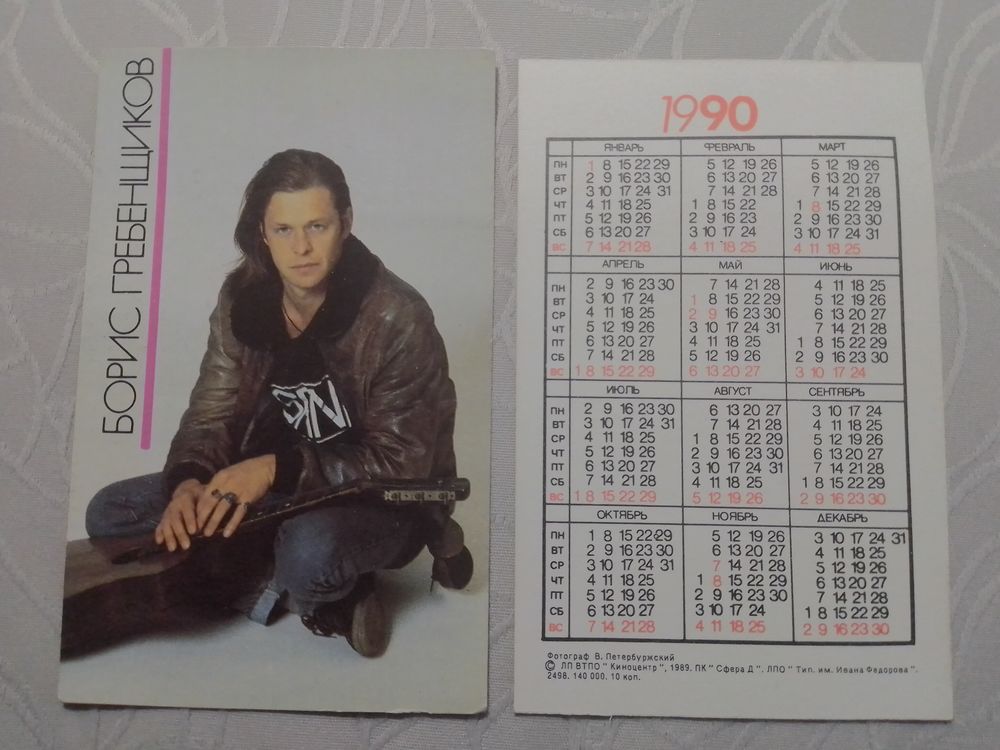 БОРИС ГРЕБЕНЩИКОВ
1990
ЯНВАРЬ ФЕВРАЛЬ МАРТ
ПН 1 8 15 22 29 5 12 19 26 5 12 19 26
ВТ 2 9 16 23 30 6 13 20 27 6 13 20 27
СР 3 10 17 24 31 7 14 21 28 7 14 21 28
ЧТ 4 11 18 25 1 8 15 22 1 8 15 22 29
ПТ 5 12 19 26 2 9 16 23 2 9 16 23 30
СБ 6 13 20 27 3 10 17 24 3 10 17 24 31
ВС 7 14 21 28 4 11 18 25 4 11 18 25
АПРЕЛЬ МАЙ ИЮНЬ
ПН 2 9 16 23 30 7 14 21 28 4 11 18 25
ВТ 3 10 17 24 1 8 15 22 29 5 12 19 26
СР 4 11 18 25 2 9 16 23 30 6 13 20 27
ЧТ 5 12 19 26 3 10 17 24 31 7 14 21 28
ПТ 6 13 20 27 4 11 18 25 1 8 15 22 29
СБ 7 14 21 28 5 12 19 26 2 9 16 23 30
ВС 1 8 15 22 29 6 13 20 27 3 10 17 24
ИЮЛЬ АВГУСТ СЕНТЯБРЬ
ПН 2 9 16 23 30 6 13 20 27 3 10 17 24
ВТ 3 10 17 24 31 7 14 21 28 4 11 18 25
СР 4 11 18 25 1 8 15 22 29 5 12 19 26
ЧТ 5 12 19 26 2 9 16 23 30 6 13 20 27
ПТ 6 13 20 27 3 10 17 24 31 7 14 21 28
СБ 7 14 21 28 4 11 18 25 1 8 15 22 29
ВС 1 8 15 22 29 5 12 19 26 2 9 16 23 30
ОКТЯБРЬ НОЯБРЬ ДЕКАБРЬ
ПН 1 8 15 22 29 5 12 19 26 3 10 17 24 31
ВТ 2 9 16 23 30 6 13 20 27 4 11 18 25
СР 3 10 17 24 31 7 14 21 28 5 12 19 26
ЧТ 4 11 18 25 1 8 15 22 29 6 13 20 27
ПТ 5 12 19 26 2 9 16 23 30 7 14 21 28
СБ 6 13 20 27 3 10 17 24 1 8 15 22 29
ВС 7 14 21 28 4 11 18 25 2 9 16 23 30
Фотограф В. Петербуржский
© ЛП ВТПО " Киноцентр ", 1989. ПК " Сфера Д ". ЛПО " Тип. им. Ивана Федорова ".
2498. 140 000. 10 коп.